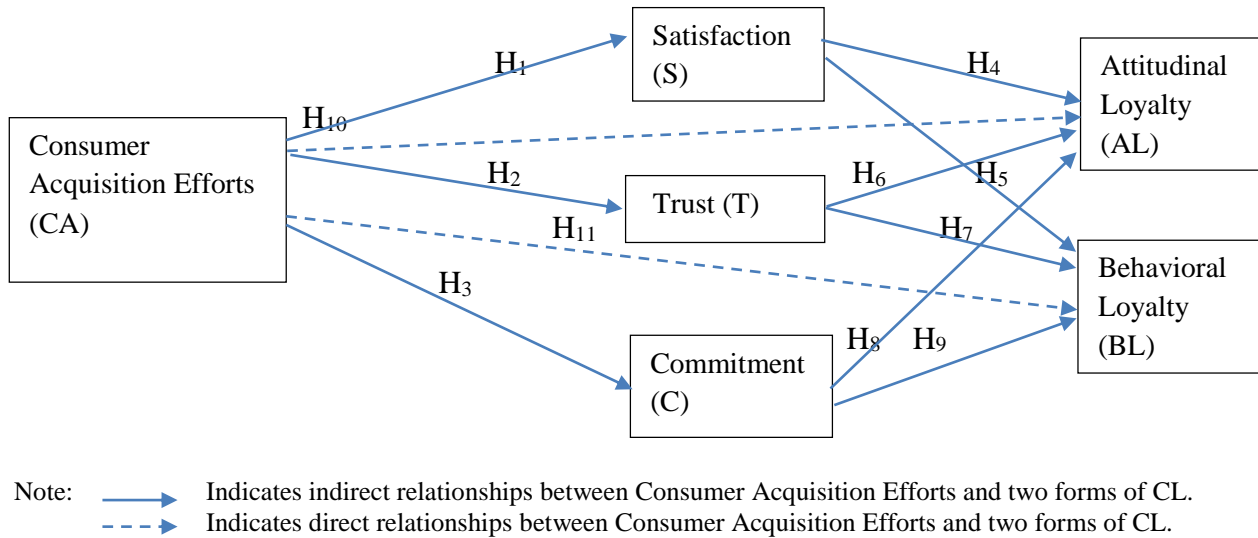 Consumer
Acquisition Efforts
(CA)
H₁
H₁₀
H₂
H₁₁
H₃
Satisfaction
(S)
Trust (T)
Commitment
(C)
H₄
H₆
H₅
H₇
H₈
H₉
Attitudinal
Loyalty
(AL)
Behavioral
Loyalty
(BL)
Note:
Indicates indirect relationships between Consumer Acquisition Efforts and two forms of CL.
Indicates direct relationships between Consumer Acquisition Efforts and two forms of CL.